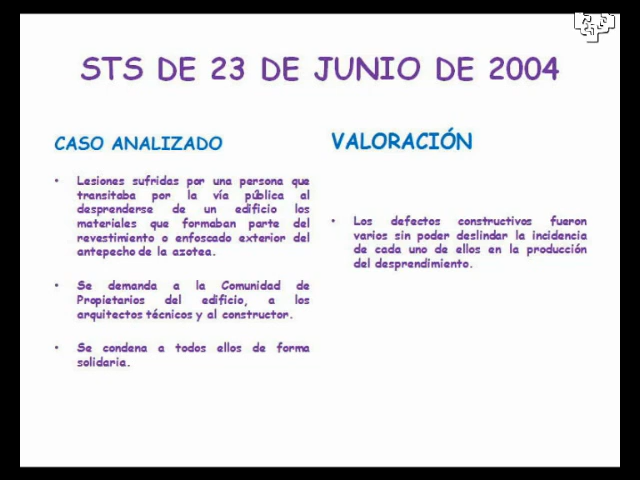 STS DE 23 DE JUNIO DE 2004
CASO ANALIZADO
• Lesiones sufridas por una persona que
transitaba por la vía pública al
desprenderse de un edificio los
materiales que formaban parte del
revestimiento o enfoscado exterior del
antepecho de la azotea.
• Se demanda a la Comunidad de
Propietarios del edificio, a los
arquitectos técnicos y al constructor.
• Se condena a todos ellos de forma
solidaria.
VALORACIÓN
• Los defectos constructivos fueron
varios sin poder deslindar la incidencia
de cada uno de ellos en la producción
del desprendimiento.